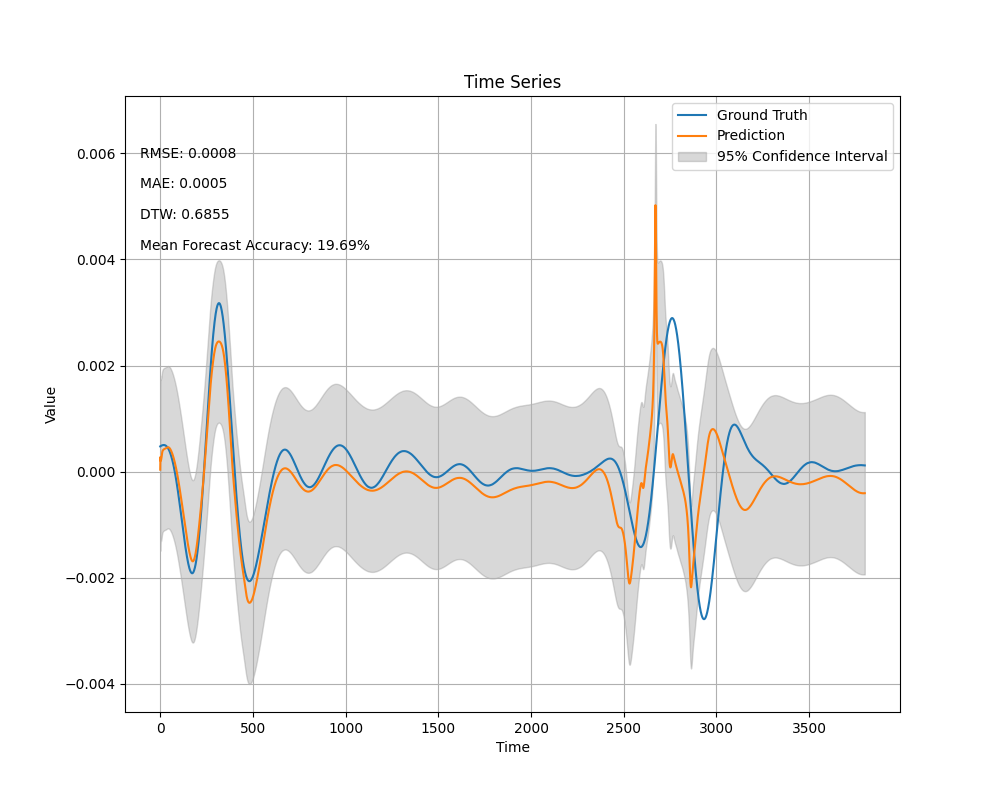 Time Series
Ground Truth
Prediction
95% Confidence Interval
RMSE: 0.0008
MAE: 0.0005
DTW: 0.6855
Mean Forecast Accuracy: 19.69%
Value
0.006
0.004
0.002
0.000
−0.002
−0.004
0 500 1000 1500 2000 2500 3000 3500
Time